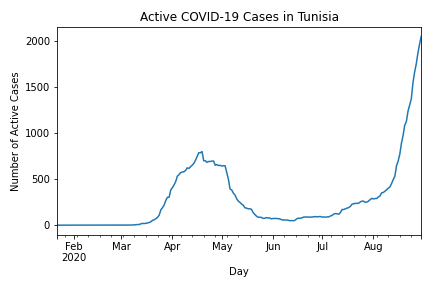 Active COVID-19 Cases in Tunisia
Number of Active Cases
2000
1500
1000
500
0
Feb
2020
Mar
Apr
May
Jun
Jul
Aug
Day